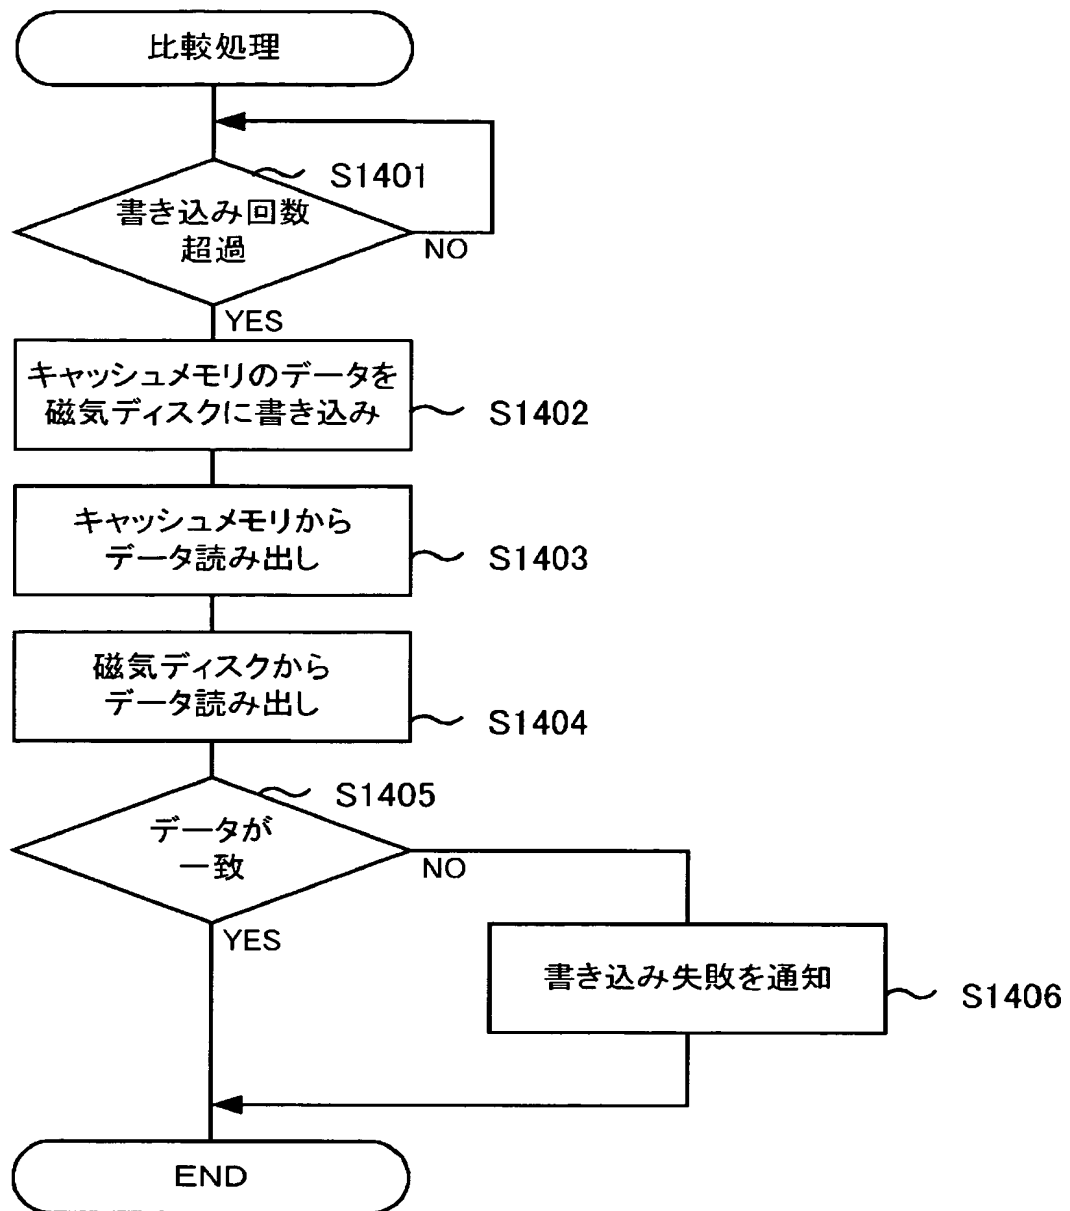 比較処理
S1401
書き込み回数
超過
NO
YES
キャッシュメモリのデータを
磁気ディスクに書き込み
S1402
キャッシュメモリから
データ読み出し
S1403
磁気ディスクから
データ読み出し
S1404
S1405
データが
一致
NO
YES
書き込み失敗を通知
S1406
END